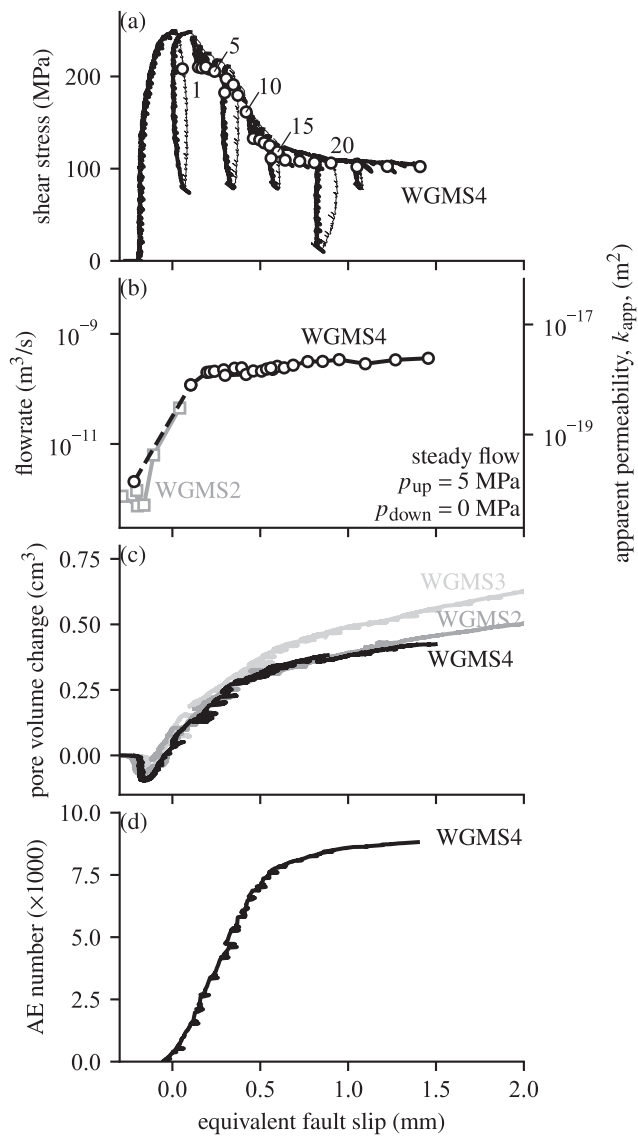 (a)
200
100
0
shear stress (MPa)
1
5
10
15
20
WGMS4
(b)
10⁻⁹
10⁻¹¹
flowrate (m³/s)
WGMS4
WGMS2
steady flow
p_up = 5 MPa
p_down = 0 MPa
10⁻¹⁷
10⁻¹⁹
apparent permeability, k_app, (m²)
(c)
0.75
0.50
0.25
0.00
pore volume change (cm³)
WGMS3
WGMS2
WGMS4
(d)
10.0
7.5
5.0
2.5
0.0
AE number (×1000)
WGMS4
0.0 0.5 1.0 1.5 2.0
equivalent fault slip (mm)